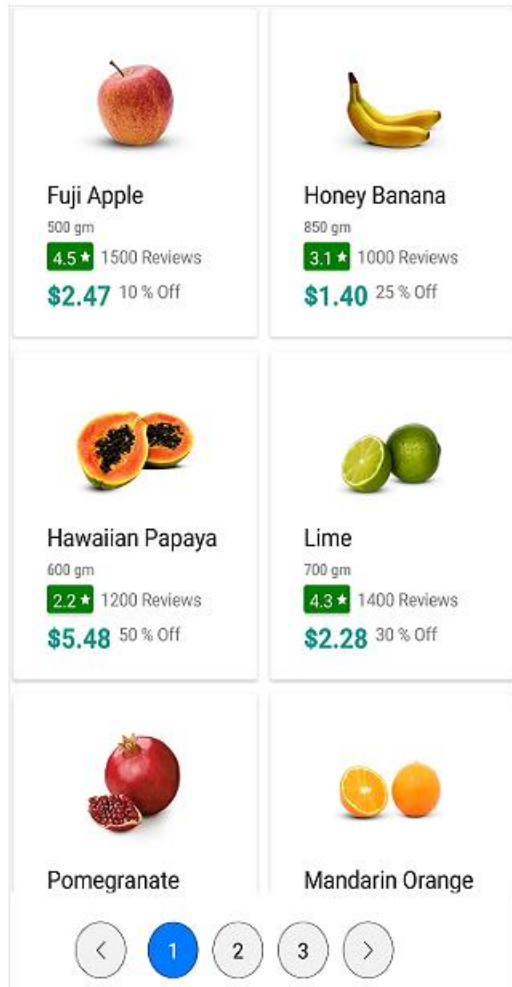 Fuji Apple
500 gm
4.5 ★ 1500 Reviews
$2.47 10 % Off
Honey Banana
850 gm
3.1 ★ 1000 Reviews
$1.40 25 % Off
Hawaiian Papaya
600 gm
2.2 ★ 1200 Reviews
$5.48 50 % Off
Lime
700 gm
4.3 ★ 1400 Reviews
$2.28 30 % Off
Pomegranate
Mandarin Orange
< 1 2 3 >